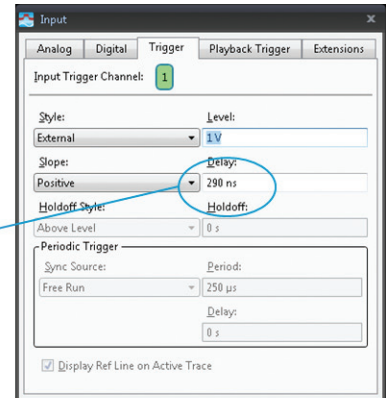 Input
x
Analog Digital Trigger Playback Trigger Extensions
Input Trigger Channel: 1
Style: Level:
External 1 V
Slope: Delay:
Positive 290 ns
Holdoff Style: Holdoff:
Above Level 0 s
Periodic Trigger
Sync Source: Period:
Free Run 250 µs
Delay:
0 s
Display Ref Line on Active Trace